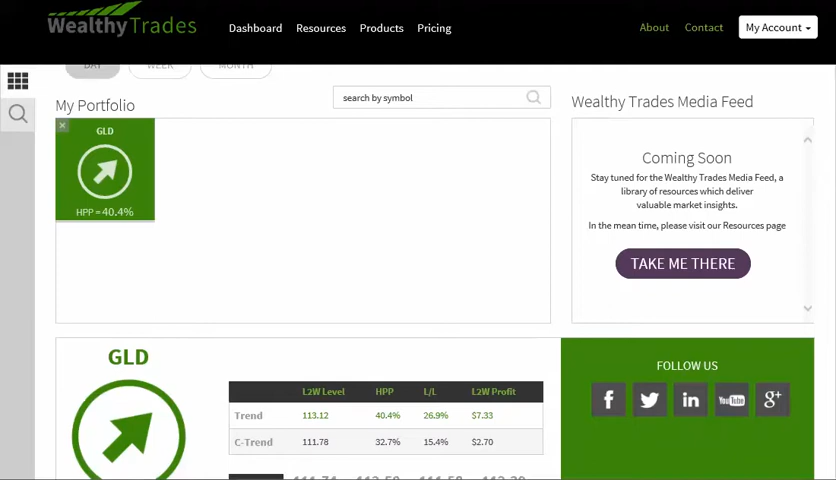 WealthyTrades
Dashboard Resources Products Pricing
About Contact My Account
DAY WEEK MONTH
My Portfolio
search by symbol
Wealthy Trades Media Feed
GLD
HPP = 40.4%
Coming Soon
Stay tuned for the Wealthy Trades Media Feed, a
library of resources which deliver
valuable market insights.
In the mean time, please visit our Resources page
TAKE ME THERE
GLD
L2W Level HPP L/L L2W Profit
Trend 113.12 40.4% 26.9% $7.33
C-Trend 111.78 32.7% 15.4% $2.70
FOLLOW US
f in You Tube g+